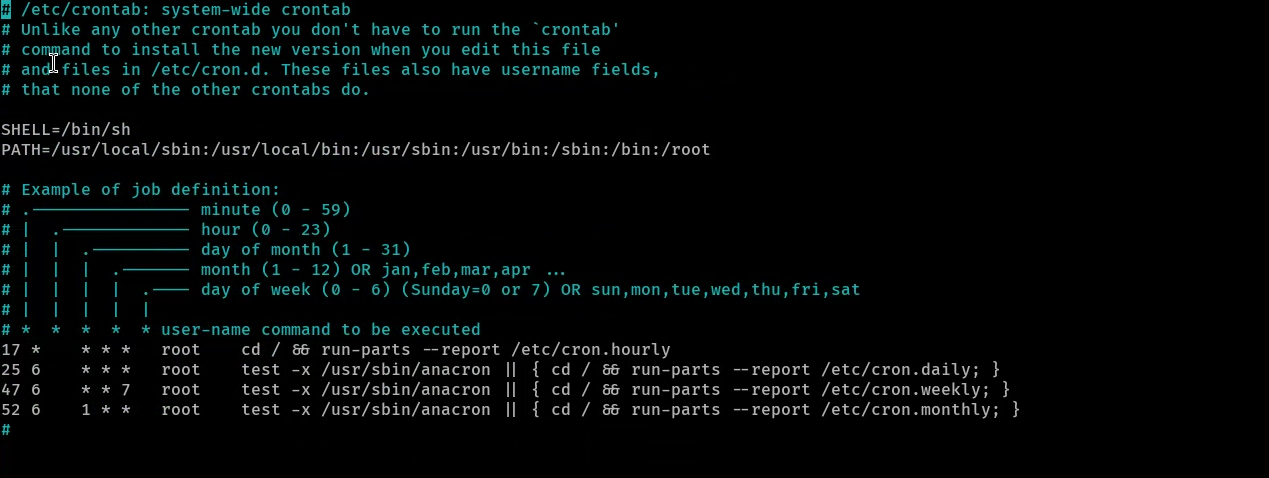 # /etc/crontab: system-wide crontab
# Unlike any other crontab you don't have to run the `crontab'
# command to install the new version when you edit this file
# and files in /etc/cron.d. These files also have username fields,
# that none of the other crontabs do.

SHELL=/bin/sh
PATH=/usr/local/sbin:/usr/local/bin:/usr/sbin:/usr/bin:/sbin:/bin:/root

# Example of job definition:
# .---------------- minute (0 - 59)
# |  .------------- hour (0 - 23)
# |  |  .---------- day of month (1 - 31)
# |  |  |  .------- month (1 - 12) OR jan,feb,mar,apr ...
# |  |  |  |  .---- day of week (0 - 6) (Sunday=0 or 7) OR sun,mon,tue,wed,thu,fri,sat
# |  |  |  |  |
# *  *  *  *  * user-name command to be executed
17 *    * * *   root    cd / && run-parts --report /etc/cron.hourly
25 6    * * *   root    test -x /usr/sbin/anacron || { cd / && run-parts --report /etc/cron.daily; }
47 6    * * 7   root    test -x /usr/sbin/anacron || { cd / && run-parts --report /etc/cron.weekly; }
52 6    1 * *   root    test -x /usr/sbin/anacron || { cd / && run-parts --report /etc/cron.monthly; }
#